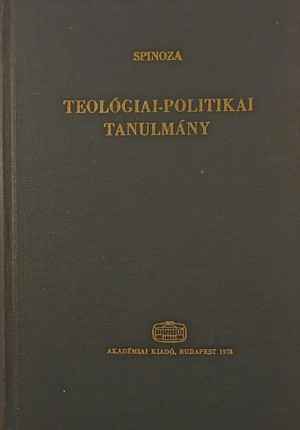 SPINOZA
TEOLÓGIAI-POLITIKAI
TANULMÁNY
AKADÉMIAI KIADÓ, BUDAPEST 1978